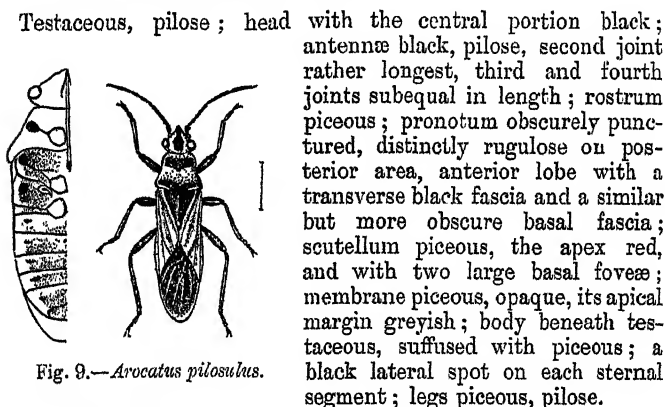 Testaceous, pilose ; head with the central portion black ;
antennæ black, pilose, second joint
rather longest, third and fourth
joints subequal in length ; rostrum
piceous ; pronotum obscurely punc-
tured, distinctly rugulose on pos-
terior area, anterior lobe with a
transverse black fascia and a similar
but more obscure basal fascia ;
scutellum piceous, the apex red,
and with two large basal foveæ ;
membrane piceous, opaque, its apical
margin greyish ; body beneath tes-
taceous, suffused with piceous ; a
black lateral spot on each sternal
segment ; legs piceous, pilose.
Fig. 9.—Arocatus pilosulus.